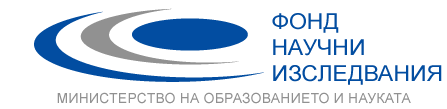 ФОНД
НАУЧНИ
ИЗСЛЕДВАНИЯ
МИНИСТЕРСТВО НА ОБРАЗОВАНИЕТО И НАУКАТА